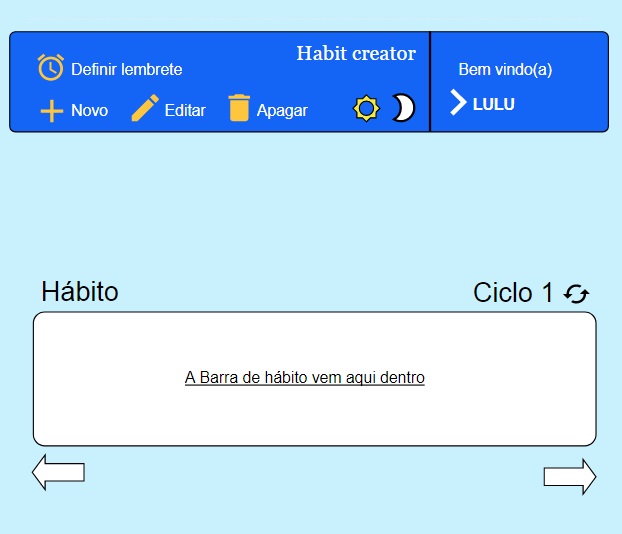 Habit creator
Definir lembrete
Novo Editar Apagar
Bem vindo(a)
LULU
Hábito
Ciclo 1
A Barra de hábito vem aqui dentro